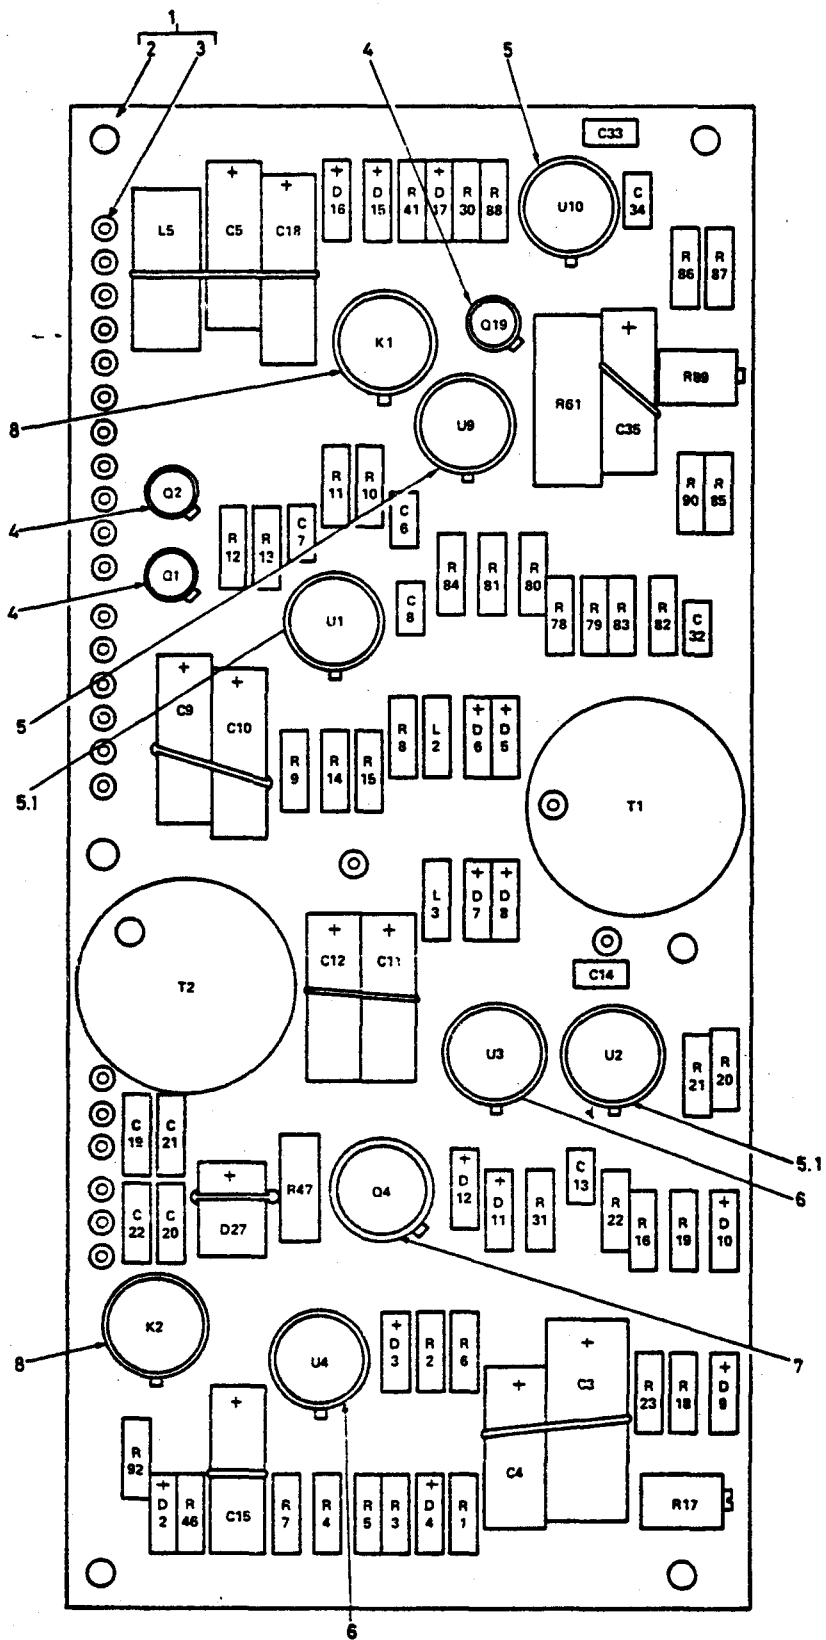 1
2 3 4 5
C33
+ D 16
+ D 15
R 41
+ D 17
R 30
R 88
U10
C 34
L5
+ C5
+ C18
R 86
R 87
Q19
K1
+ C35
R61
R89
8
U9
Q2
4
R 11
R 10
C 6
R 90
R 85
R 12
R 13
C 7
R 84
R 81
R 80
Q1
4
U1
C 8
R 78
R 79
R 83
R 82
C 32
5
+ C9
+ C10
R 9
R 14
R 15
R 8
L 2
+ D 6
+ D 5
5.1
T1
L 3
+ D 7
+ D 8
T2
+ C12
+ C11
C14
U3
U2
R 21
R 20
C 19
C 21
5.1
C 22
C 20
+ D27
R47
Q4
+ D 12
+ D 11
R 31
C 13
R 22
R 16
R 19
+ D 10
6
K2
8
U4
+ D 3
R 2
R 6
+ C4
+ C3
R 23
R 18
+ D 9
7
R 92
+ D 2
R 46
+ C15
R 7
R 4
R 5
R 3
+ D 4
R 1
R17
6